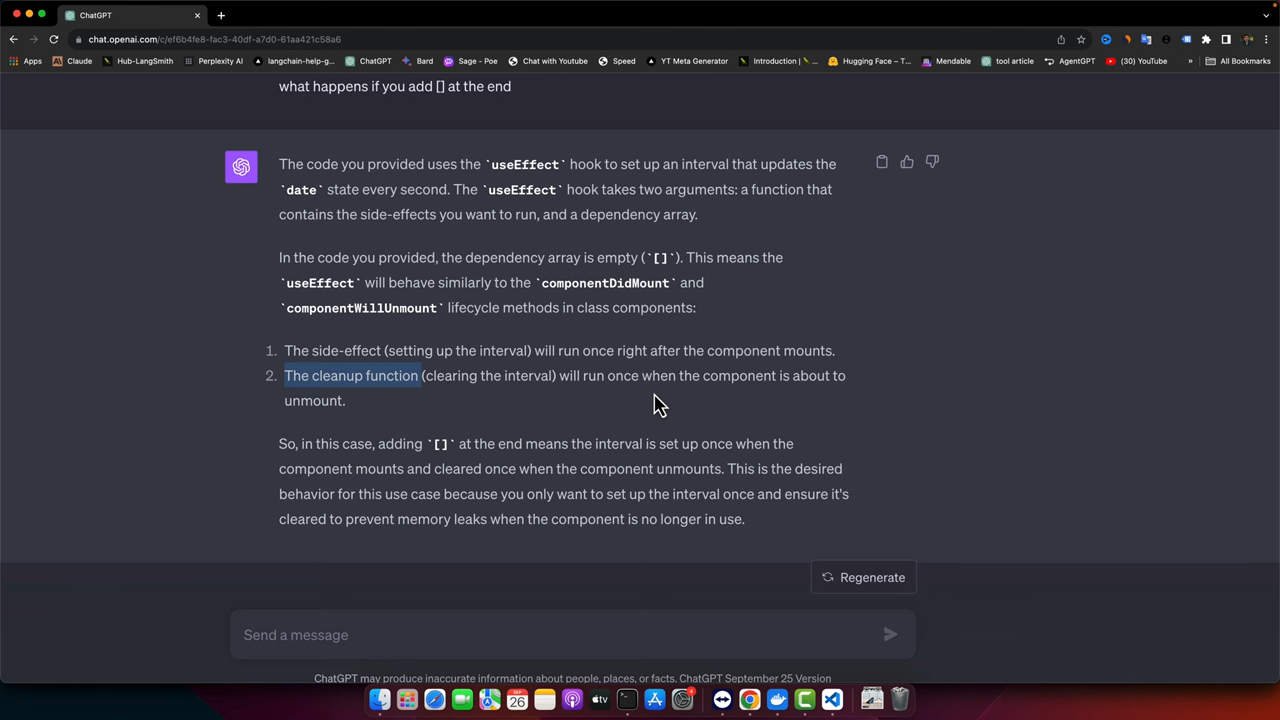 ChatGPT
chat.openai.com/c/ef6b4fe8-fac3-40df-a7d0-61aa421c58a6
Apps Claude Hub-LangSmith Perplexity AI langchain-help-g... ChatGPT Bard Sage - Poe Chat with Youtube Speed YT Meta Generator Introduction | ... Hugging Face – T... Mendable tool article AgentGPT (30) YouTube » All Bookmarks
what happens if you add [] at the end
The code you provided uses the `useEffect` hook to set up an interval that updates the
`date` state every second. The `useEffect` hook takes two arguments: a function that
contains the side-effects you want to run, and a dependency array.
In the code you provided, the dependency array is empty (`[]`). This means the
`useEffect` will behave similarly to the `componentDidMount` and
`componentWillUnmount` lifecycle methods in class components:
1. The side-effect (setting up the interval) will run once right after the component mounts.
2. The cleanup function (clearing the interval) will run once when the component is about to
unmount.
So, in this case, adding `[]` at the end means the interval is set up once when the
component mounts and cleared once when the component unmounts. This is the desired
behavior for this use case because you only want to set up the interval once and ensure it's
cleared to prevent memory leaks when the component is no longer in use.
Regenerate
Send a message
ChatGPT may produce inaccurate information about people, places, or facts. ChatGPT September 25 Version
SEP
26
tv
4